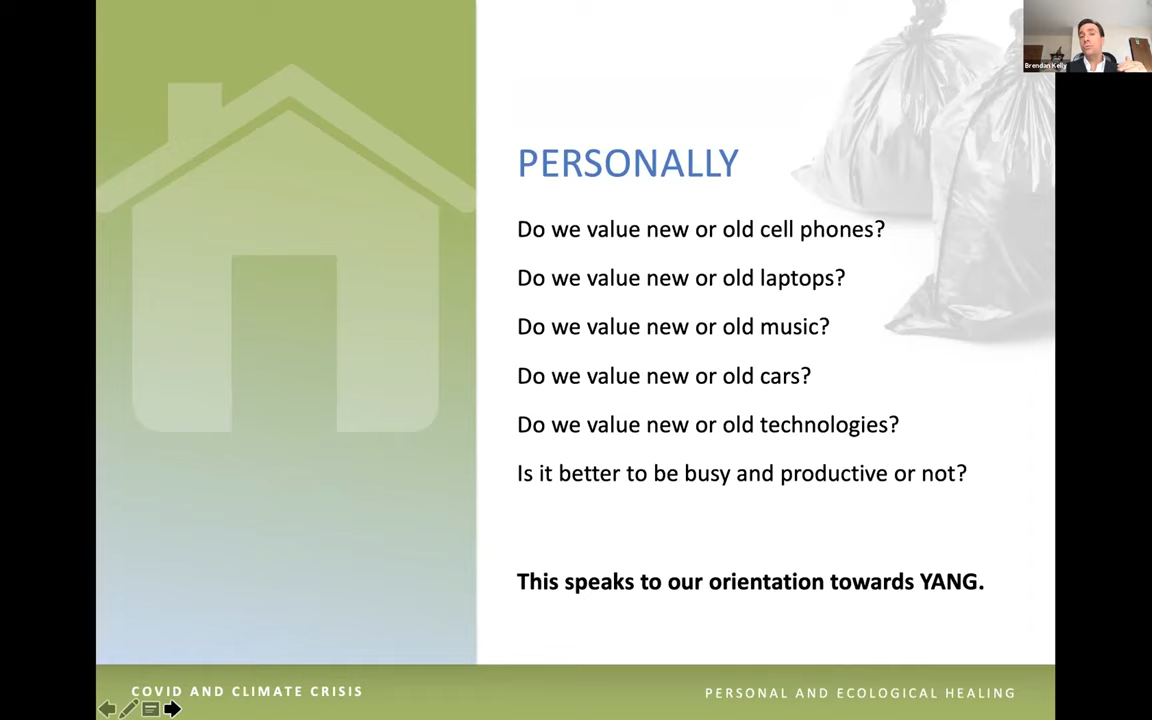 Brendan Kelly
PERSONALLY
Do we value new or old cell phones?
Do we value new or old laptops?
Do we value new or old music?
Do we value new or old cars?
Do we value new or old technologies?
Is it better to be busy and productive or not?
This speaks to our orientation towards YANG.
COVID AND CLIMATE CRISIS
PERSONAL AND ECOLOGICAL HEALING